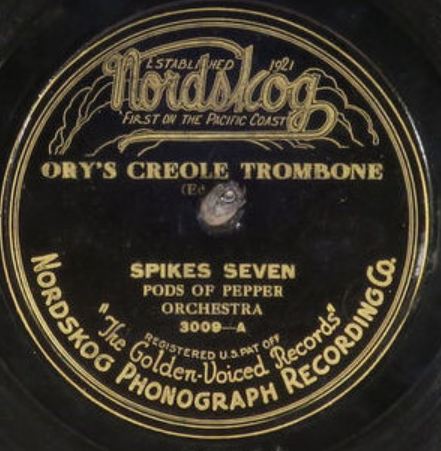 ESTABLISHED 1921
Nordskog
FIRST ON THE PACIFIC COAST
ORY'S CREOLE TROMBONE
SPIKES SEVEN
PODS OF PEPPER
ORCHESTRA
3009-A
REGISTERED U.S. PAT OFF
"The Golden-Voiced Records"
NORDSKOG PHONOGRAPH RECORDING CO.